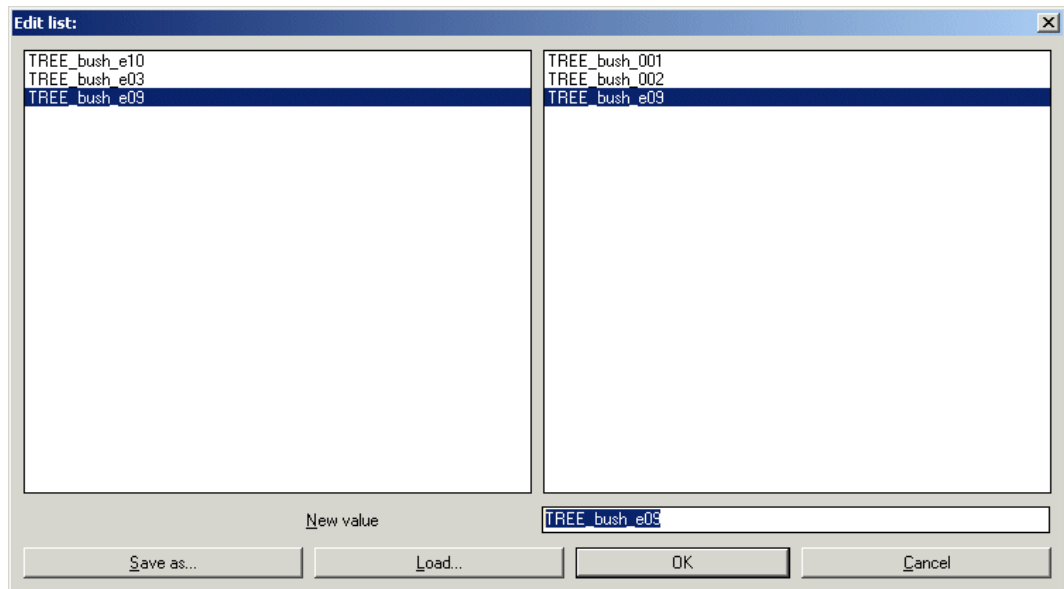 Edit list:
TREE_bush_e10
TREE_bush_e03
TREE_bush_e09
TREE_bush_001
TREE_bush_002
TREE_bush_e09
New value
TREE_bush_e09
Save as...
Load...
OK
Cancel